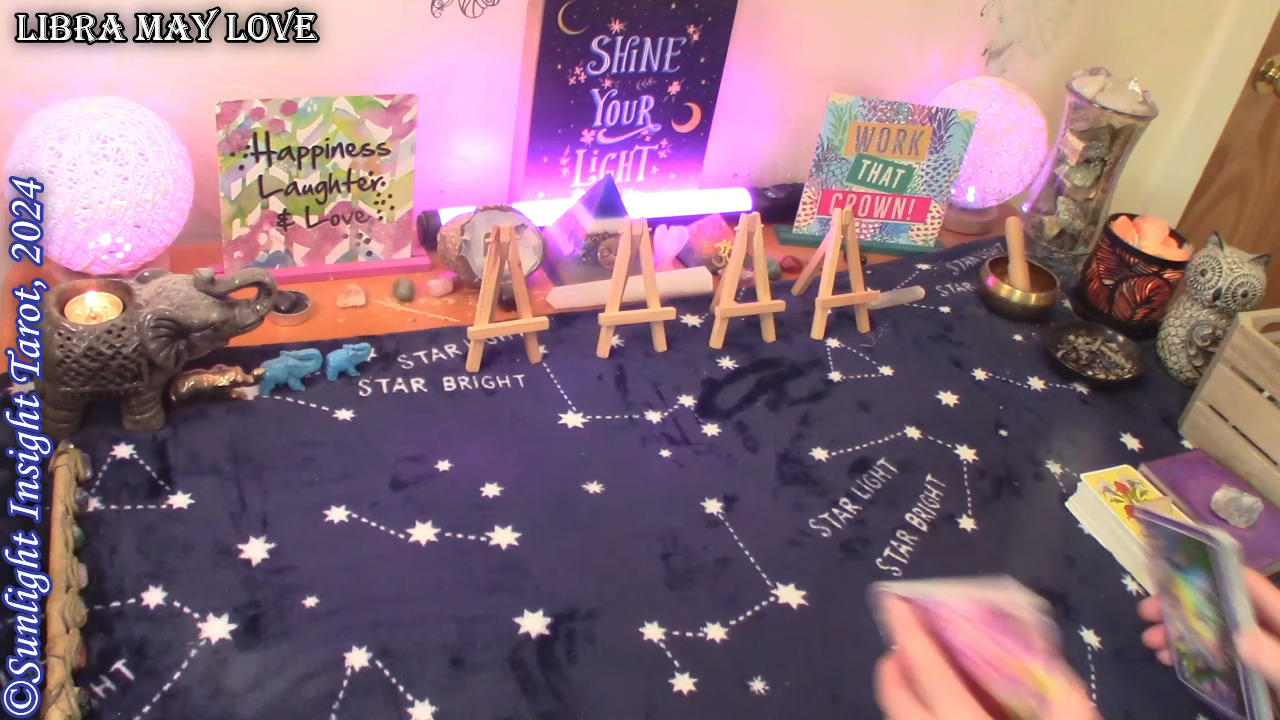 LIBRA MAY LOVE
SHINE
YOUR
LIGHT
Happiness
Laughter
& Love
WORK
THAT
CROWN!
©Sunlight Insight Tarot, 2024
STAR BRIGHT
STAR LIGHT
STAR BRIGHT